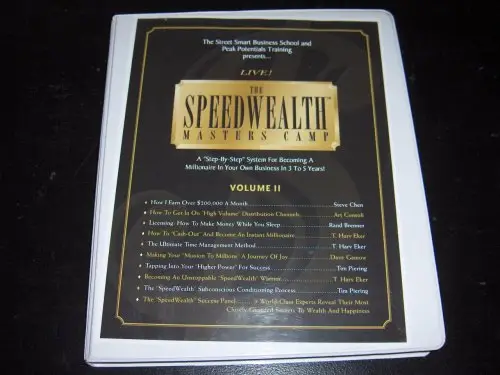 The Street Smart Business School and
Peak Potentials Training
presents...
LIVE!
THE
SPEEDWEALTH™
MASTERS CAMP
A "Step-By-Step" System For Becoming A
Millionaire In Your Own Business In 3 To 5 Years!
VOLUME II
♦ How I Earn Over $200,000 A Month Steve Chen
♦ How To Get In On "High Volume" Distribution Channels Art
♦ Licensing: How To Make Money While You Sleep Rand Brenner
♦ How To "Cash-Out" And Become An Instant Millionaire T. Harv Eker
♦ The Ultimate Time Management Method T. Harv Eker
♦ Making Your "Mission To Millions" A Journey Of Joy Dave
♦ Tapping Into Your "Higher Power" For Success Tim Piering
♦ Becoming An Unstoppable "SpeedWealth" Warrior T. Harv Eker
♦ The "SpeedWealth" Subconscious Conditioning Process Tim Piering
♦ The "SpeedWealth" Success Panel World-Class Experts Reveal Their Most
Closely Guarded Secrets To Wealth And Happiness